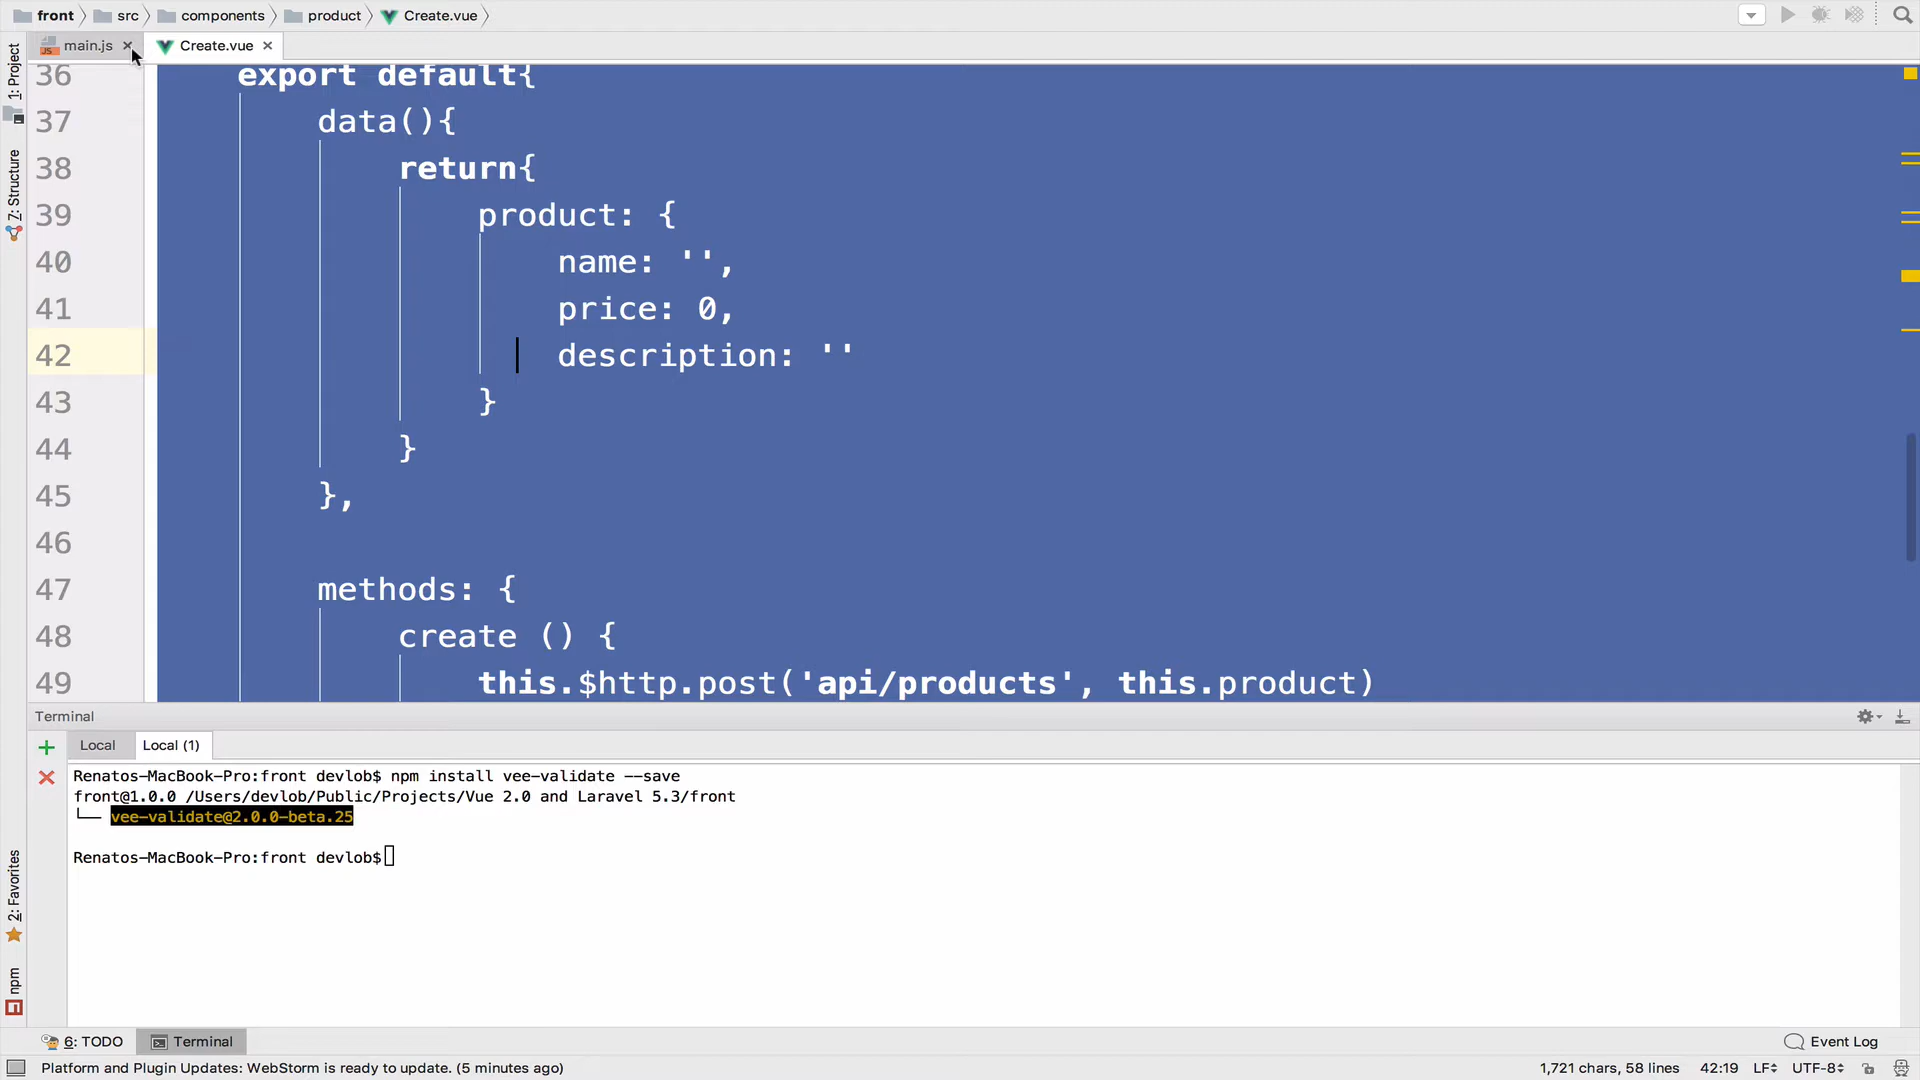 front src components product Create.vue
main.js Create.vue
1: Project
7: Structure
2: Favorites
npm
36 export default{
37 data(){
38 return{
39 product: {
40 name: '',
41 price: 0,
42 description: ''
43 }
44 }
45 },
46
47 methods: {
48 create () {
49 this.$http.post('api/products', this.product)
Terminal
Local Local (1)
Renatos-MacBook-Pro:front devlob$ npm install vee-validate --save
front@1.0.0 /Users/devlob/Public/Projects/Vue 2.0 and Laravel 5.3/front
└── vee-validate@2.0.0-beta.25
Renatos-MacBook-Pro:front devlob$
6: TODO Terminal Event Log
Platform and Plugin Updates: WebStorm is ready to update. (5 minutes ago) 1,721 chars, 58 lines 42:19 LF UTF-8